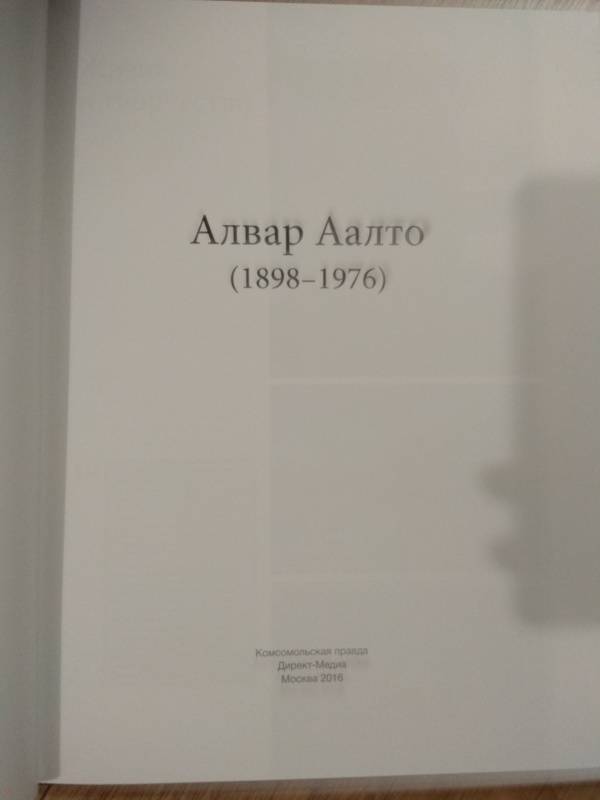 Алвар Аалто
(1898–1976)
Комсомольская правда
Директ-Медиа
Москва 2016